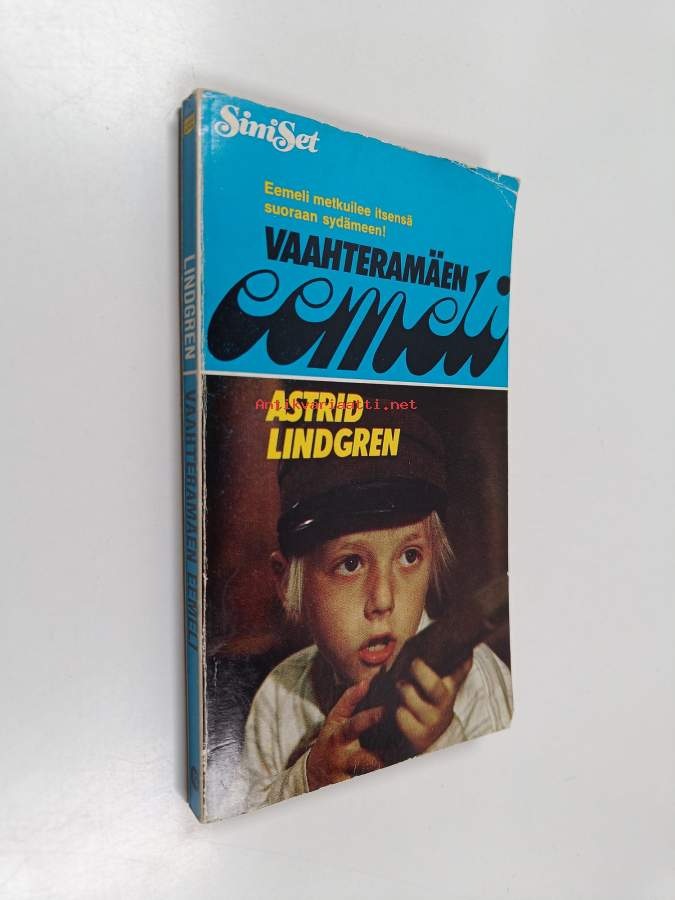 SiniSet
Eemeli metkuilee itsensä
suoraan sydämeen!
VAAHTERAMÄEN
eemeli
ASTRID
LINDGREN
Antikvariaatti.net
LINDGREN VAAHTERAMÄEN EEMELI